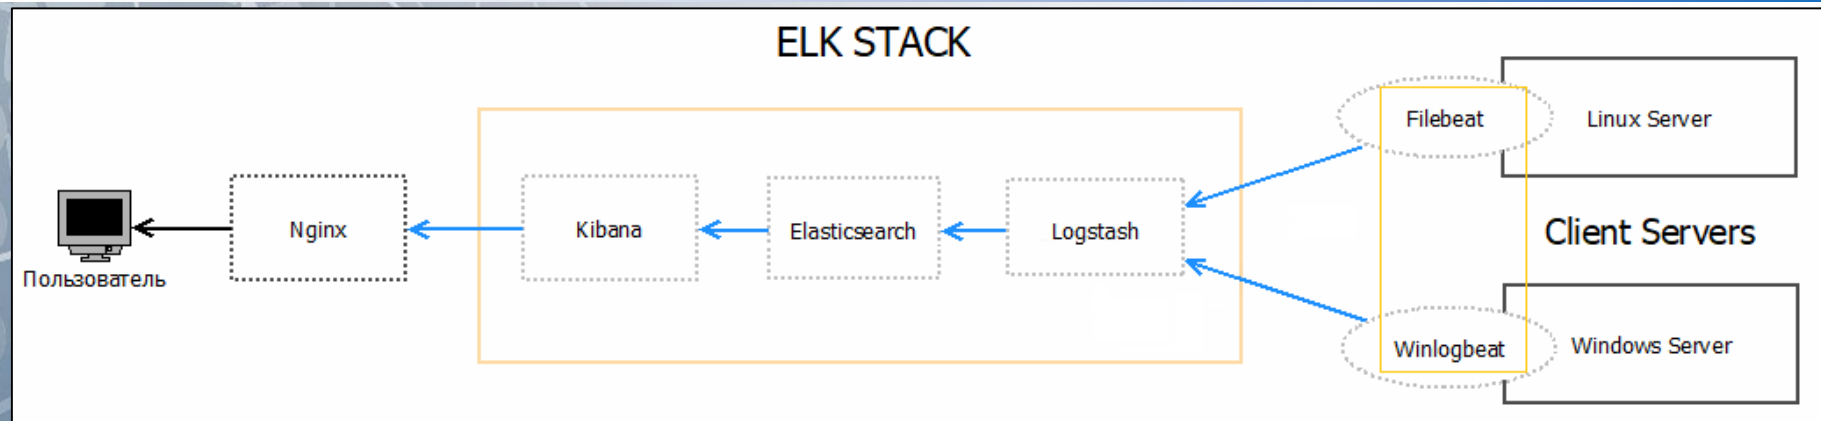 ELK STACK
Filebeat
Linux Server
Nginx
Kibana
Elasticsearch
Logstash
Client Servers
Пользователь
Winlogbeat
Windows Server